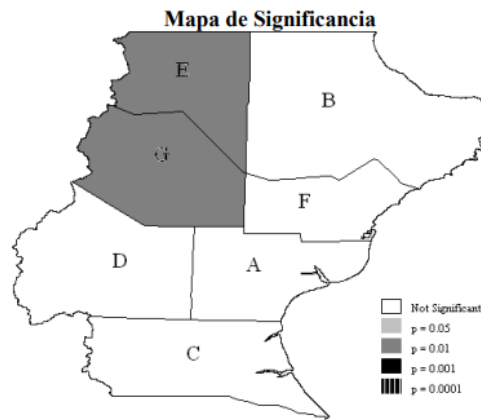 Mapa de Significancia
E
B
G
F
D
A
C
Not Significant
p = 0.05
p = 0.01
p = 0.001
p = 0.0001